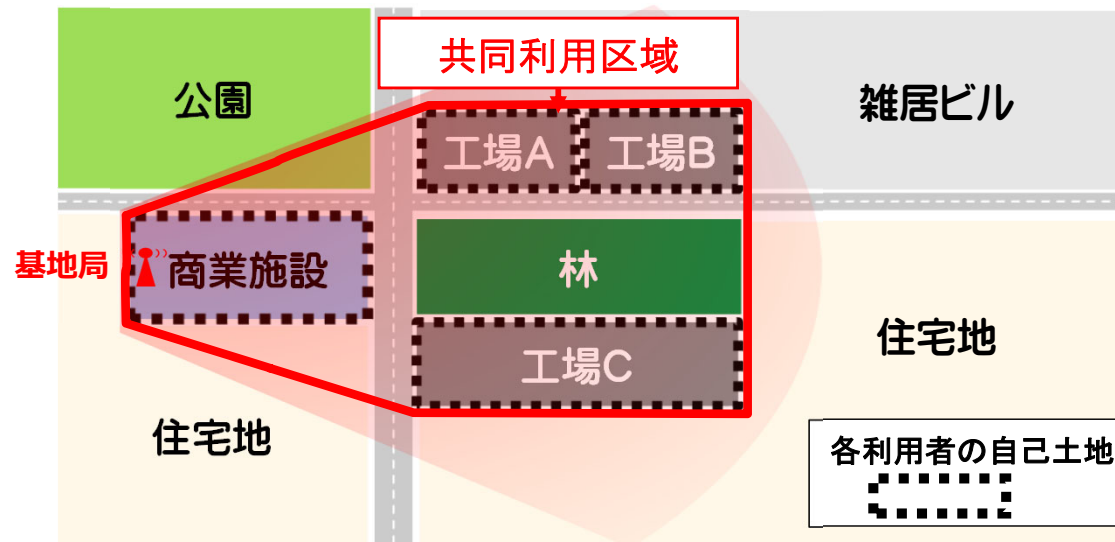 共同利用区域
公園
雑居ビル
工場A
工場B
基地局
商業施設
林
住宅地
工場C
住宅地
各利用者の自己土地